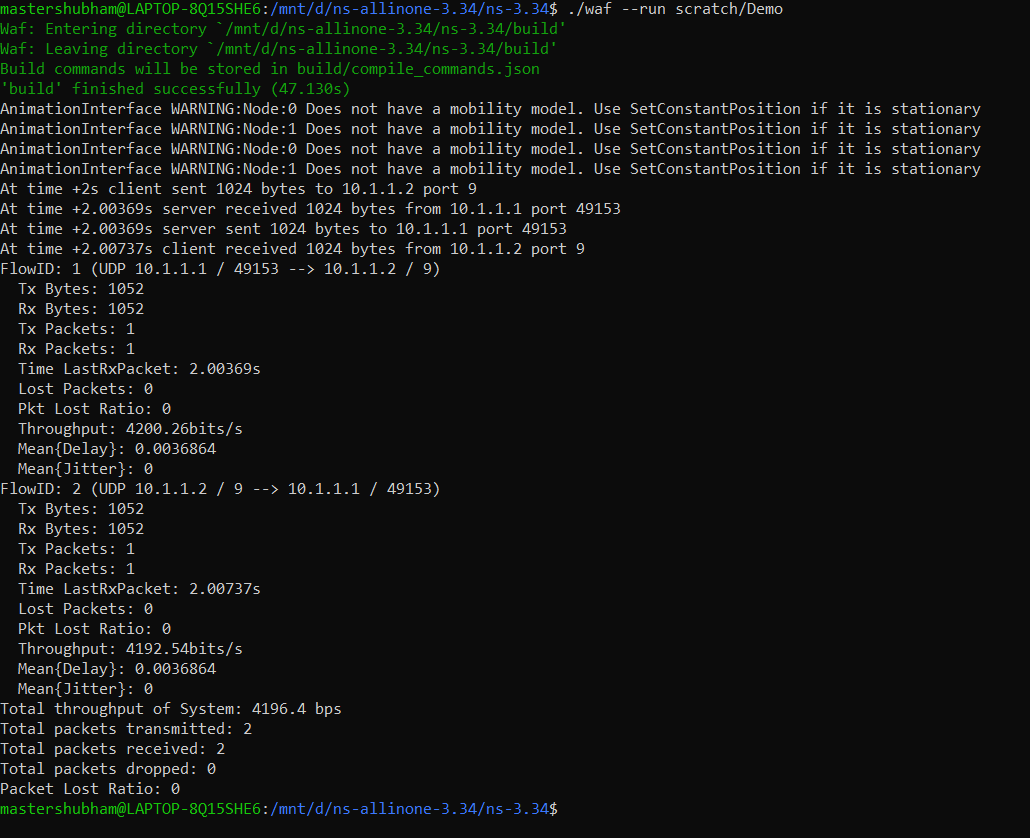 mastershubham@LAPTOP-8Q15SHE6:/mnt/d/ns-allinone-3.34/ns-3.34$ ./waf --run scratch/Demo
Waf: Entering directory `/mnt/d/ns-allinone-3.34/ns-3.34/build'
Waf: Leaving directory `/mnt/d/ns-allinone-3.34/ns-3.34/build'
Build commands will be stored in build/compile_commands.json
'build' finished successfully (47.130s)
AnimationInterface WARNING:Node:0 Does not have a mobility model. Use SetConstantPosition if it is stationary
AnimationInterface WARNING:Node:1 Does not have a mobility model. Use SetConstantPosition if it is stationary
AnimationInterface WARNING:Node:0 Does not have a mobility model. Use SetConstantPosition if it is stationary
AnimationInterface WARNING:Node:1 Does not have a mobility model. Use SetConstantPosition if it is stationary
At time +2s client sent 1024 bytes to 10.1.1.2 port 9
At time +2.00369s server received 1024 bytes from 10.1.1.1 port 49153
At time +2.00369s server sent 1024 bytes to 10.1.1.1 port 49153
At time +2.00737s client received 1024 bytes from 10.1.1.2 port 9
FlowID: 1 (UDP 10.1.1.1 / 49153 --> 10.1.1.2 / 9)
  Tx Bytes: 1052
  Rx Bytes: 1052
  Tx Packets: 1
  Rx Packets: 1
  Time LastRxPacket: 2.00369s
  Lost Packets: 0
  Pkt Lost Ratio: 0
  Throughput: 4200.26bits/s
  Mean{Delay}: 0.0036864
  Mean{Jitter}: 0
FlowID: 2 (UDP 10.1.1.2 / 9 --> 10.1.1.1 / 49153)
  Tx Bytes: 1052
  Rx Bytes: 1052
  Tx Packets: 1
  Rx Packets: 1
  Time LastRxPacket: 2.00737s
  Lost Packets: 0
  Pkt Lost Ratio: 0
  Throughput: 4192.54bits/s
  Mean{Delay}: 0.0036864
  Mean{Jitter}: 0
Total throughput of System: 4196.4 bps
Total packets transmitted: 2
Total packets received: 2
Total packets dropped: 0
Packet Lost Ratio: 0
mastershubham@LAPTOP-8Q15SHE6:/mnt/d/ns-allinone-3.34/ns-3.34$